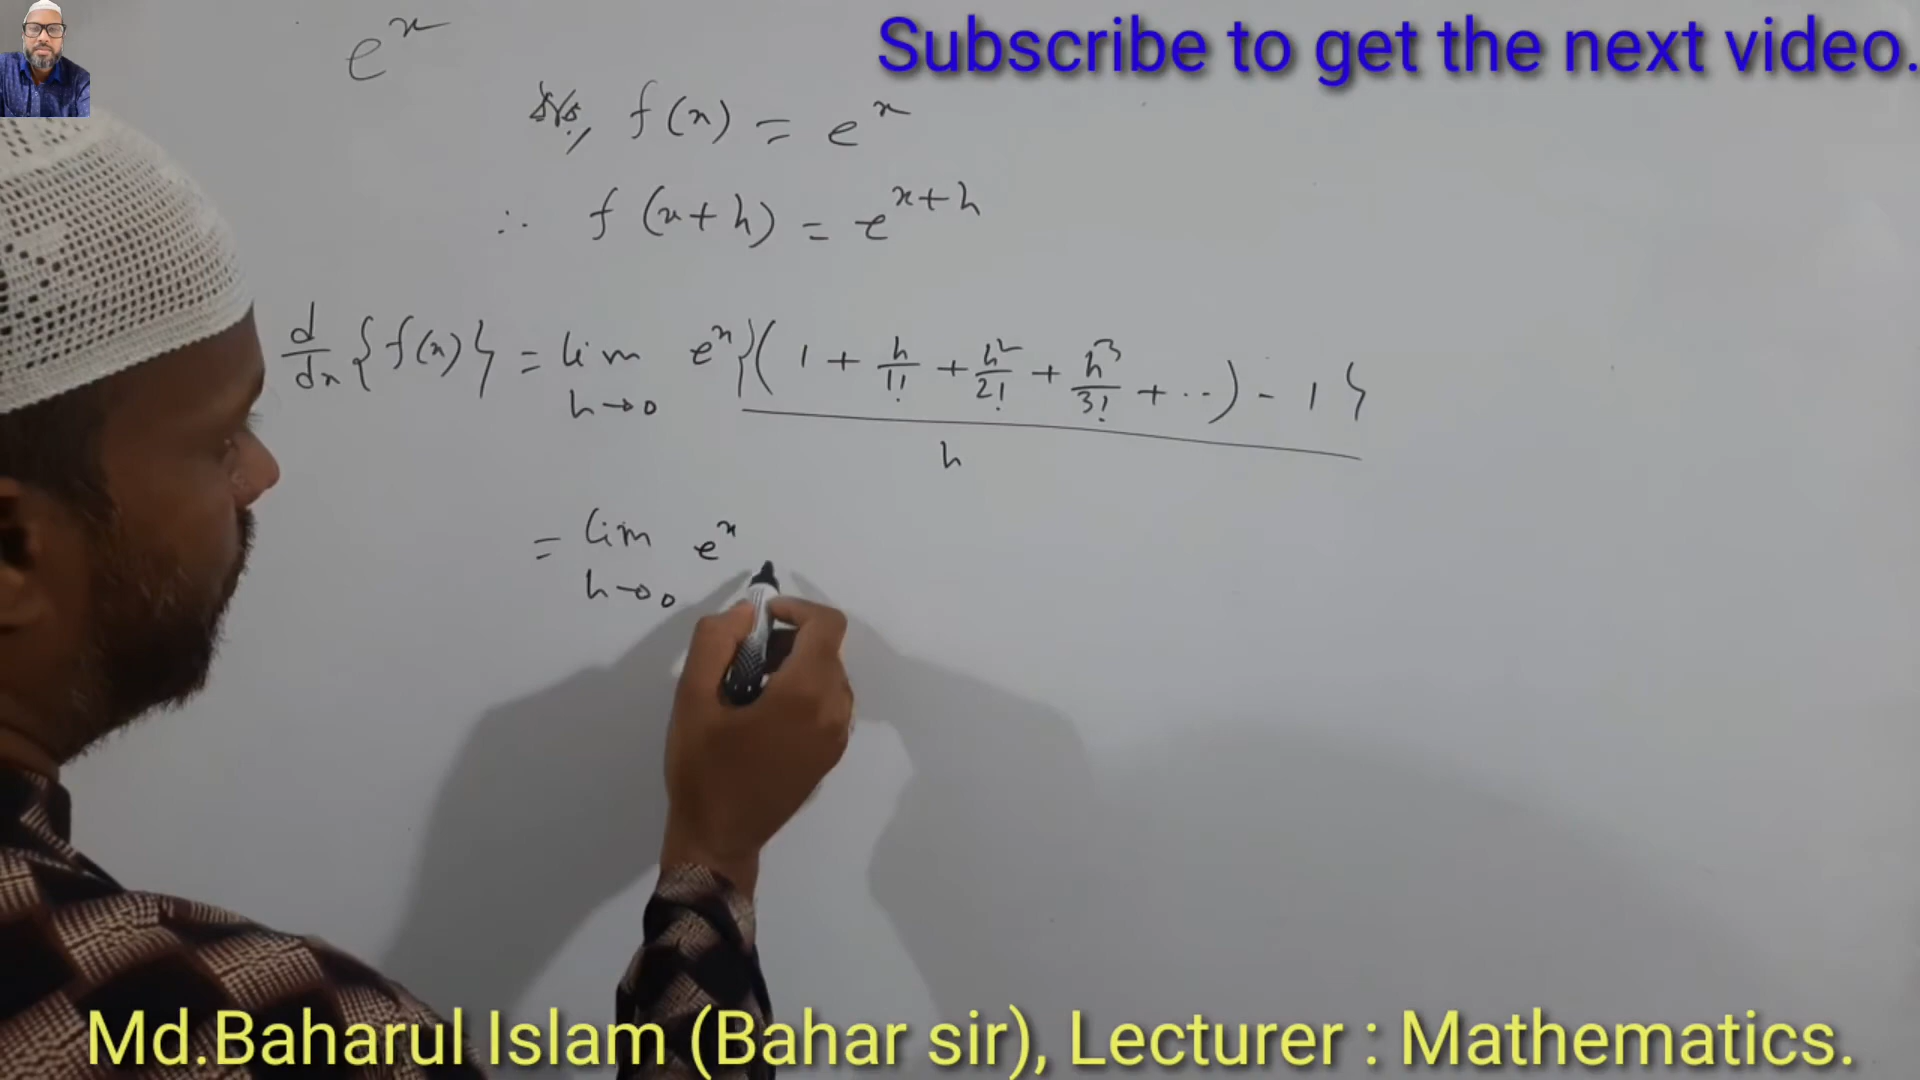 Subscribe to get the next video.
e^x
ধরি, f(x) = e^x
∴ f(x+h) = e^{x+h}
d/dx {f(x)} = lim h→0 e^x {(1 + h/1! + h²/2! + h³/3! + ..) - 1} / h
= lim h→0 e^x
Md.Baharul Islam (Bahar sir), Lecturer : Mathematics.